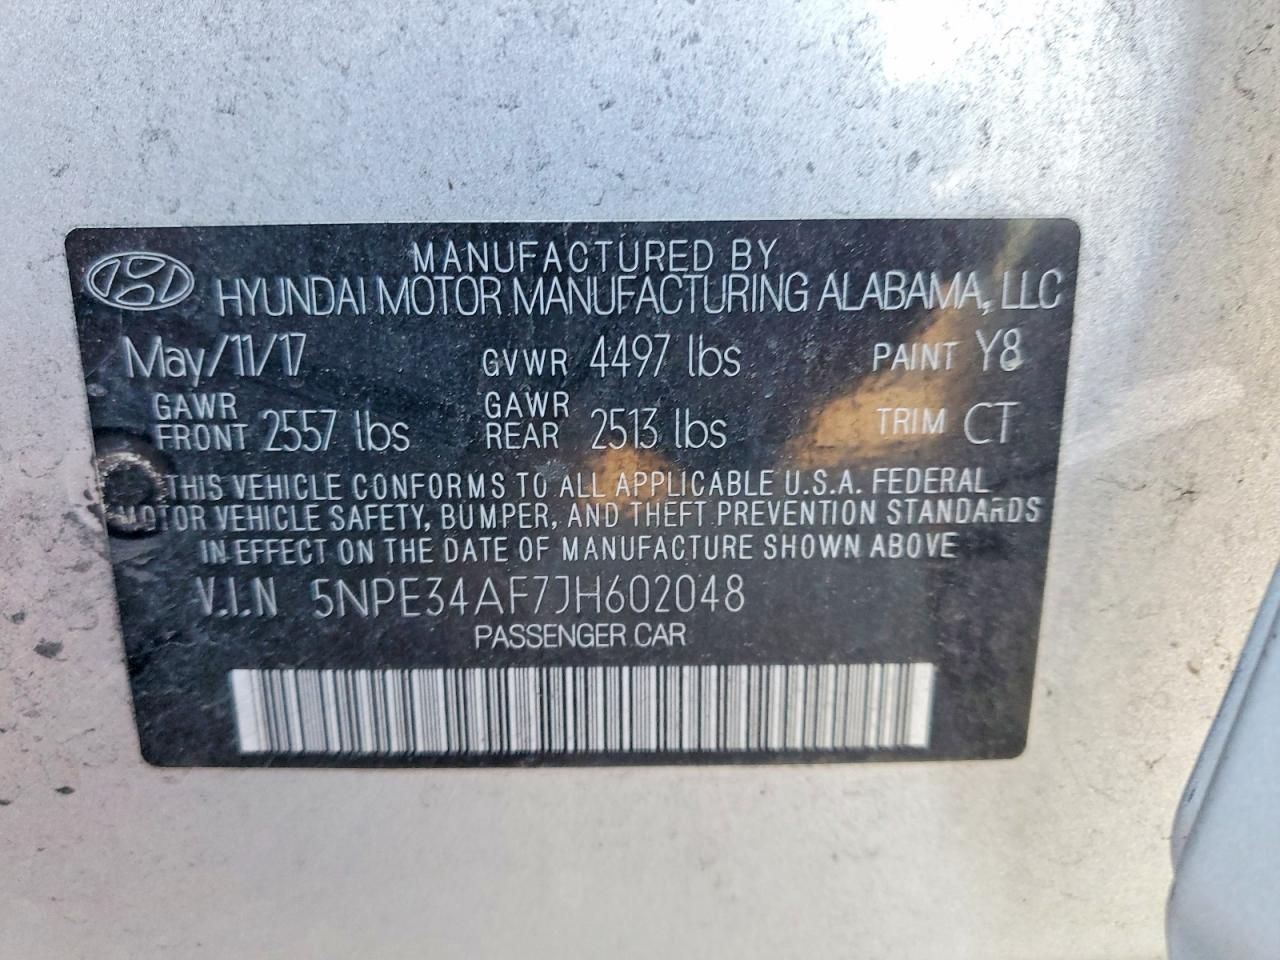 MANUFACTURED BY
HYUNDAI MOTOR MANUFACTURING ALABAMA, LLC
May/11/17 GVWR 4497 lbs PAINT Y8
GAWR FRONT 2557 lbs GAWR REAR 2513 lbs TRIM CT
THIS VEHICLE CONFORMS TO ALL APPLICABLE U.S.A. FEDERAL
MOTOR VEHICLE SAFETY, BUMPER, AND THEFT PREVENTION STANDARDS
IN EFFECT ON THE DATE OF MANUFACTURE SHOWN ABOVE
V.I.N 5NPE34AF7JH602048
PASSENGER CAR